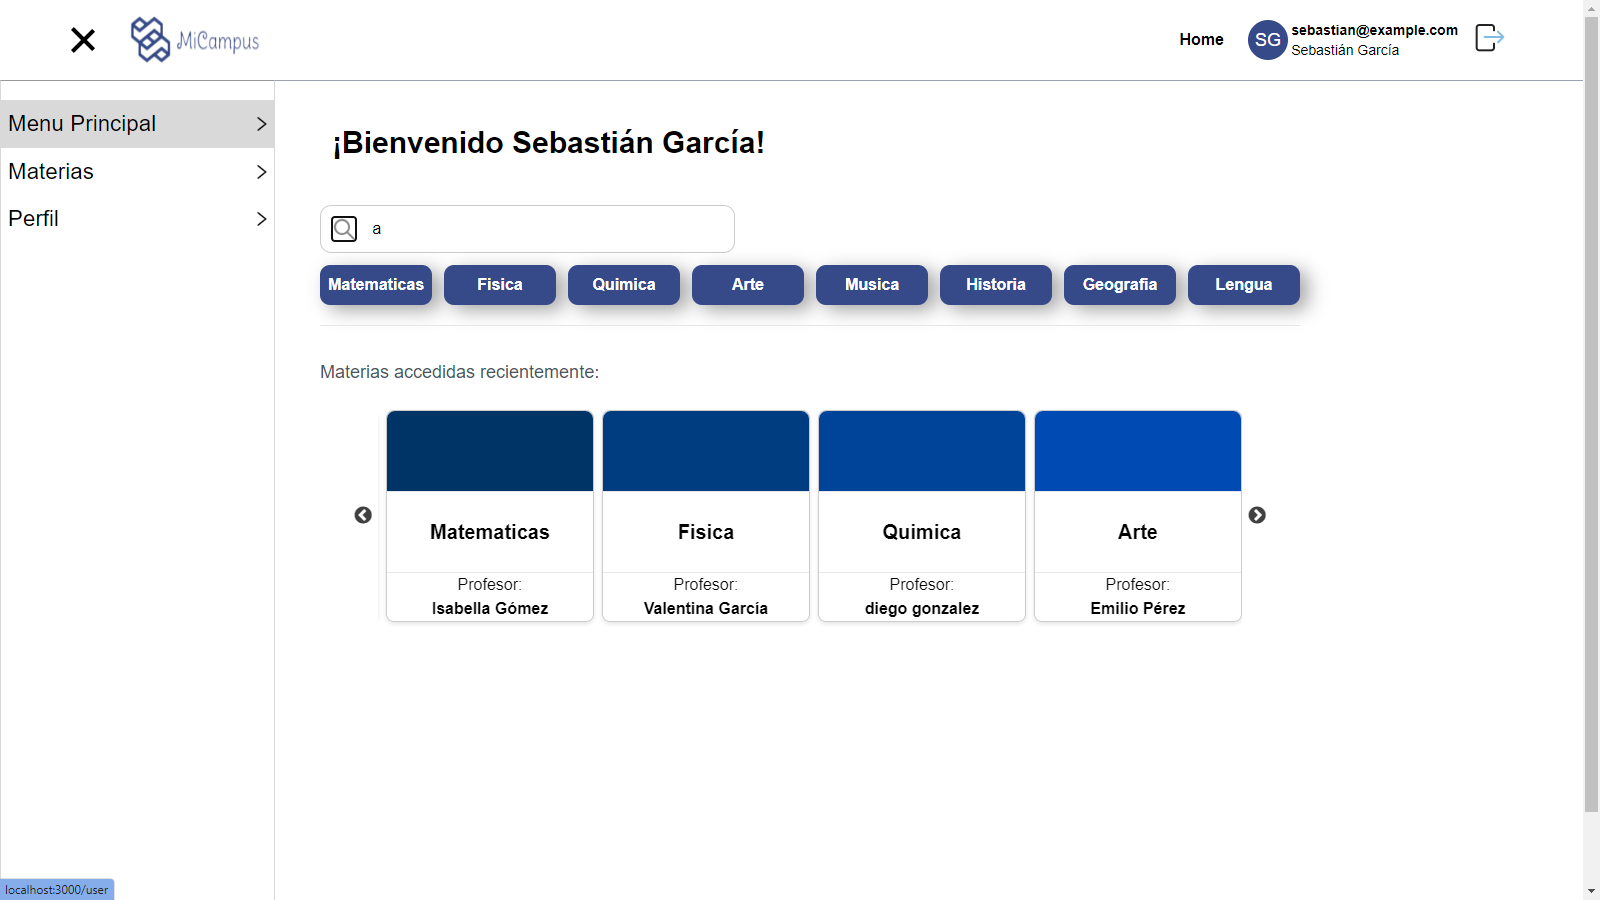 MiCampus
Home
SG
sebastian@example.com
Sebastián García
Menu Principal
Materias
Perfil
¡Bienvenido Sebastián García!
a
Matematicas
Fisica
Quimica
Arte
Musica
Historia
Geografia
Lengua
Materias accedidas recientemente:
Matematicas
Profesor:
Isabella Gómez
Fisica
Profesor:
Valentina García
Quimica
Profesor:
diego gonzalez
Arte
Profesor:
Emilio Pérez
localhost:3000/user